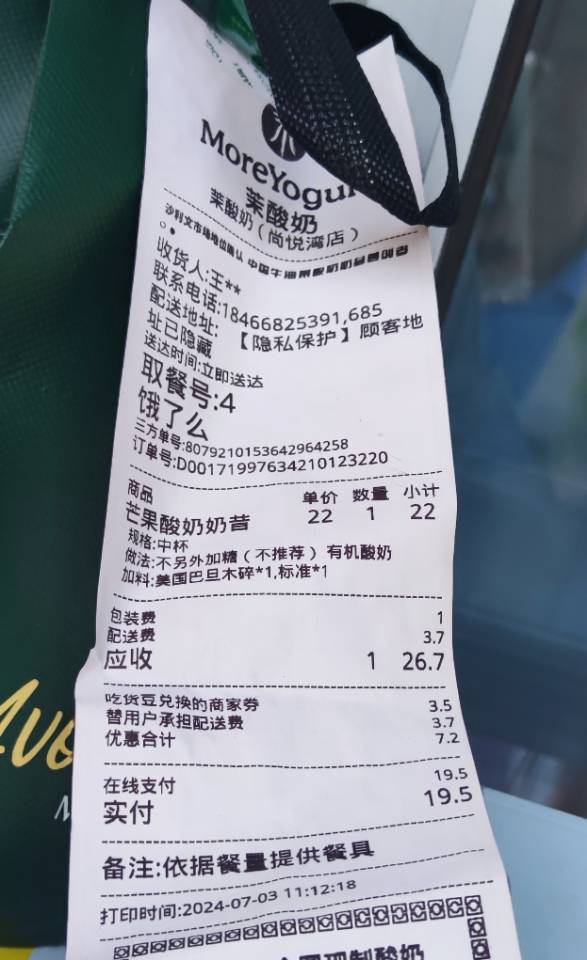 MoreYogur
茉酸奶
茉酸奶（尚悦湾店）
收货人:王**
联系电话:18466825391,685
配送地址: 【隐私保护】顾客地
址已隐藏
送达时间:立即送达
取餐号:4
饿了么
三方单号:8079210153642964258
订单号:D00171997634210123220
商品 单价 数量 小计
芒果酸奶奶昔 22 1 22
规格:中杯
做法:不另外加糖（不推荐）有机酸奶
加料:美国巴旦木碎*1,标准*1
包装费 1
配送费 3.7
应收 1 26.7
吃货豆兑换的商家券 3.5
替用户承担配送费 3.7
优惠合计 7.2
在线支付 19.5
实付 19.5
备注:依据餐量提供餐具
打印时间:2024-07-03 11:12:18
现制酸奶